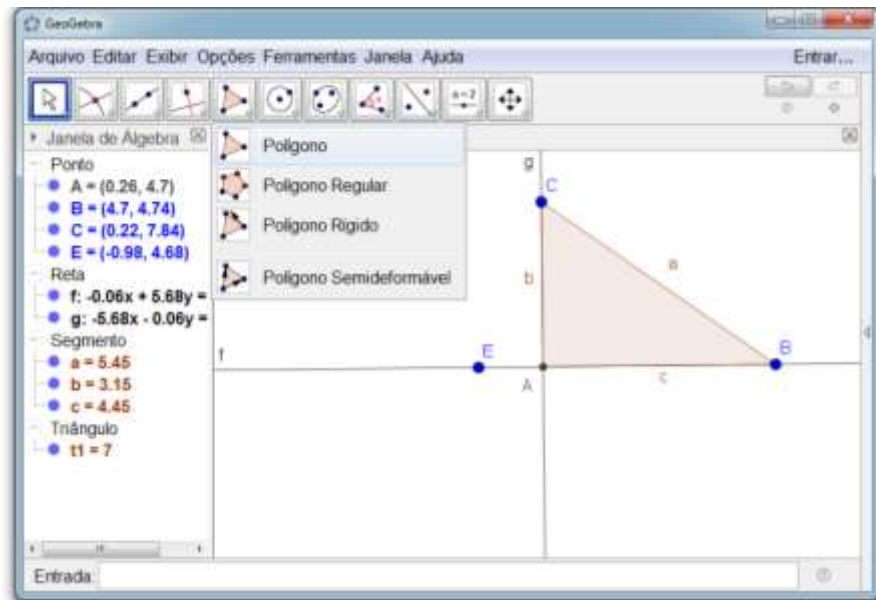 GeoGebra
Arquivo Editar Exibir Opções Ferramentas Janela Ajuda
Entrar...
a=2
Janela de Álgebra
Ponto
A = (0.26, 4.7)
B = (4.7, 4.74)
C = (0.22, 7.84)
E = (-0.98, 4.68)
Reta
f: -0.06x + 5.68y =
g: -5.68x - 0.06y =
Segmento
a = 5.45
b = 3.15
c = 4.45
Triângulo
t1 = 7
Polígono
Polígono Regular
Polígono Rígido
Polígono Semideformável
g
C
b
a
f
E
B
A
c
Entrada: